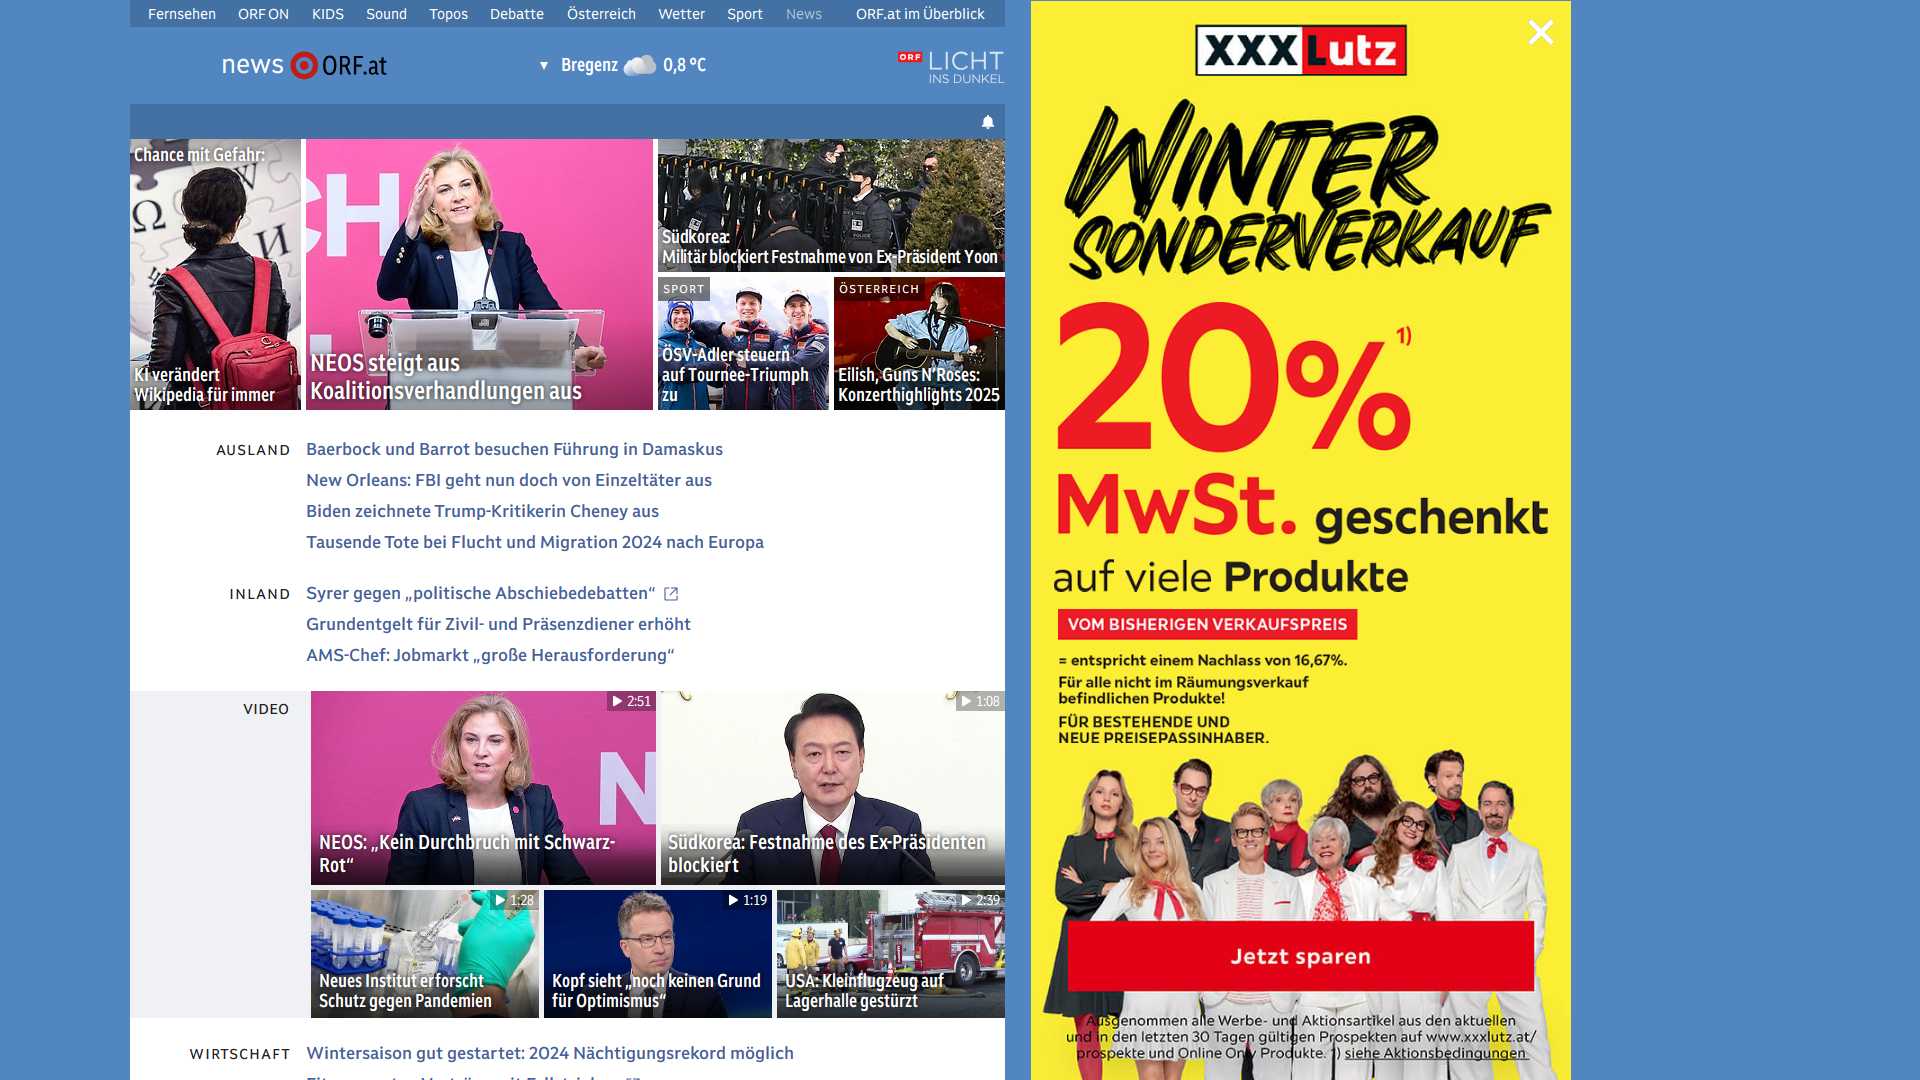 Fernsehen ORF ON KIDS Sound Topos Debatte Österreich Wetter Sport News ORF.at im Überblick
news ORF.at
▼ Bregenz 0,8 °C
ORF LICHT
INS DUNKEL
Chance mit Gefahr:
KI verändert
Wikipedia für immer
NEOS steigt aus
Koalitionsverhandlungen aus
Südkorea:
Militär blockiert Festnahme von Ex-Präsident Yoon
SPORT
ÖSV-Adler steuern
auf Tournee-Triumph
zu
ÖSTERREICH
Eilish, Guns N’Roses:
Konzerthighlights 2025
AUSLAND
Baerbock und Barrot besuchen Führung in Damaskus
New Orleans: FBI geht nun doch von Einzeltäter aus
Biden zeichnete Trump-Kritikerin Cheney aus
Tausende Tote bei Flucht und Migration 2024 nach Europa
INLAND
Syrer gegen „politische Abschiebedebatten“
Grundentgelt für Zivil- und Präsenzdiener erhöht
AMS-Chef: Jobmarkt „große Herausforderung“
VIDEO
2:51
NEOS: „Kein Durchbruch mit Schwarz-
Rot“
1:08
Südkorea: Festnahme des Ex-Präsidenten
blockiert
1:28
Neues Institut erforscht
Schutz gegen Pandemien
1:19
Kopf sieht „noch keinen Grund
für Optimismus“
2:39
USA: Kleinflugzeug auf
Lagerhalle gestürzt
WIRTSCHAFT
Wintersaison gut gestartet: 2024 Nächtigungsrekord möglich
XXXLutz
WINTER
SONDERVERKAUF
20% 1)
MwSt. geschenkt
auf viele Produkte
VOM BISHERIGEN VERKAUFSPREIS
= entspricht einem Nachlass von 16,67%.
Für alle nicht im Räumungsverkauf
befindlichen Produkte!
FÜR BESTEHENDE UND
NEUE PREISEPASSINHABER.
Jetzt sparen
Ausgenommen alle Werbe- und Aktionsartikel aus den aktuellen
und in den letzten 30 Tagen gültigen Prospekten auf www.xxxlutz.at/
prospekte und Online Only Produkte. 1) siehe Aktionsbedingungen